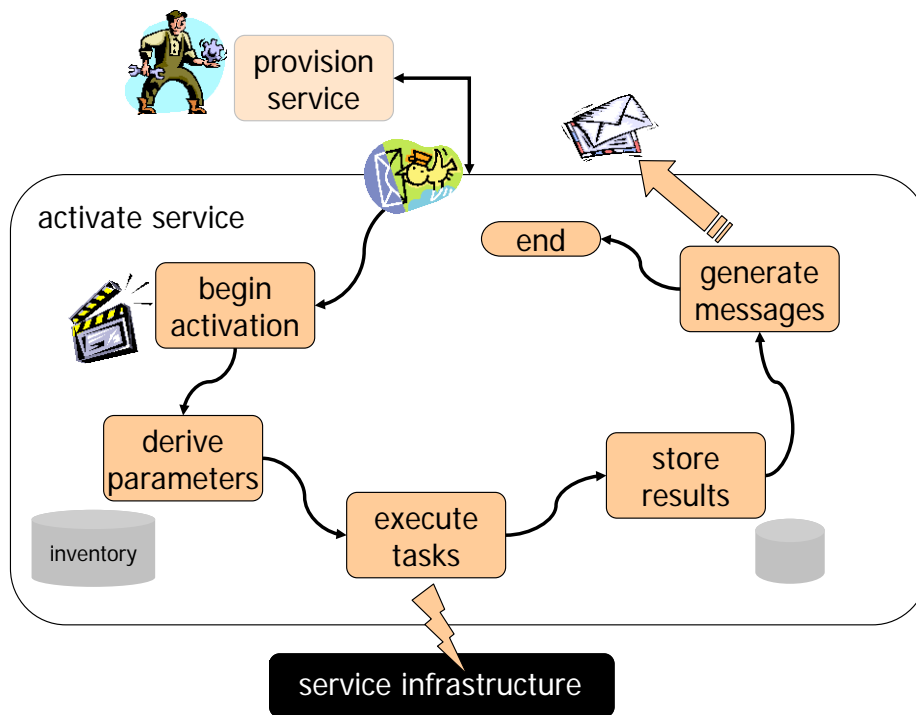 provision
service
activate service
end
begin
activation
generate
messages
derive
parameters
store
results
execute
tasks
inventory
service infrastructure